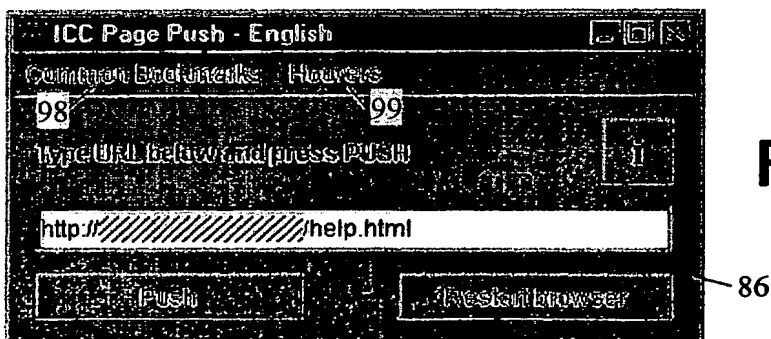 ICC Page Push - English
Common Bookmarks Hoovers
98 99
Type URL below and press PUSH
i
http:// /help.html
Push Restart browser
86